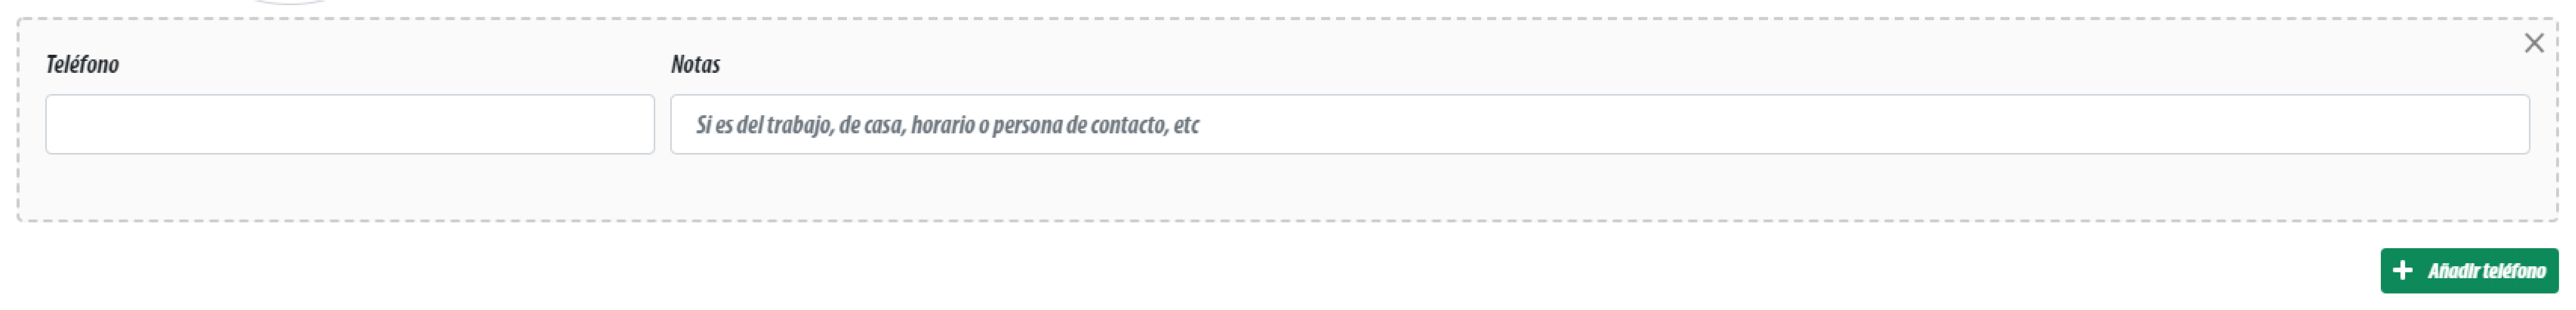 Teléfono
Notas
Si es del trabajo, de casa, horario o persona de contacto, etc
Añadir teléfono